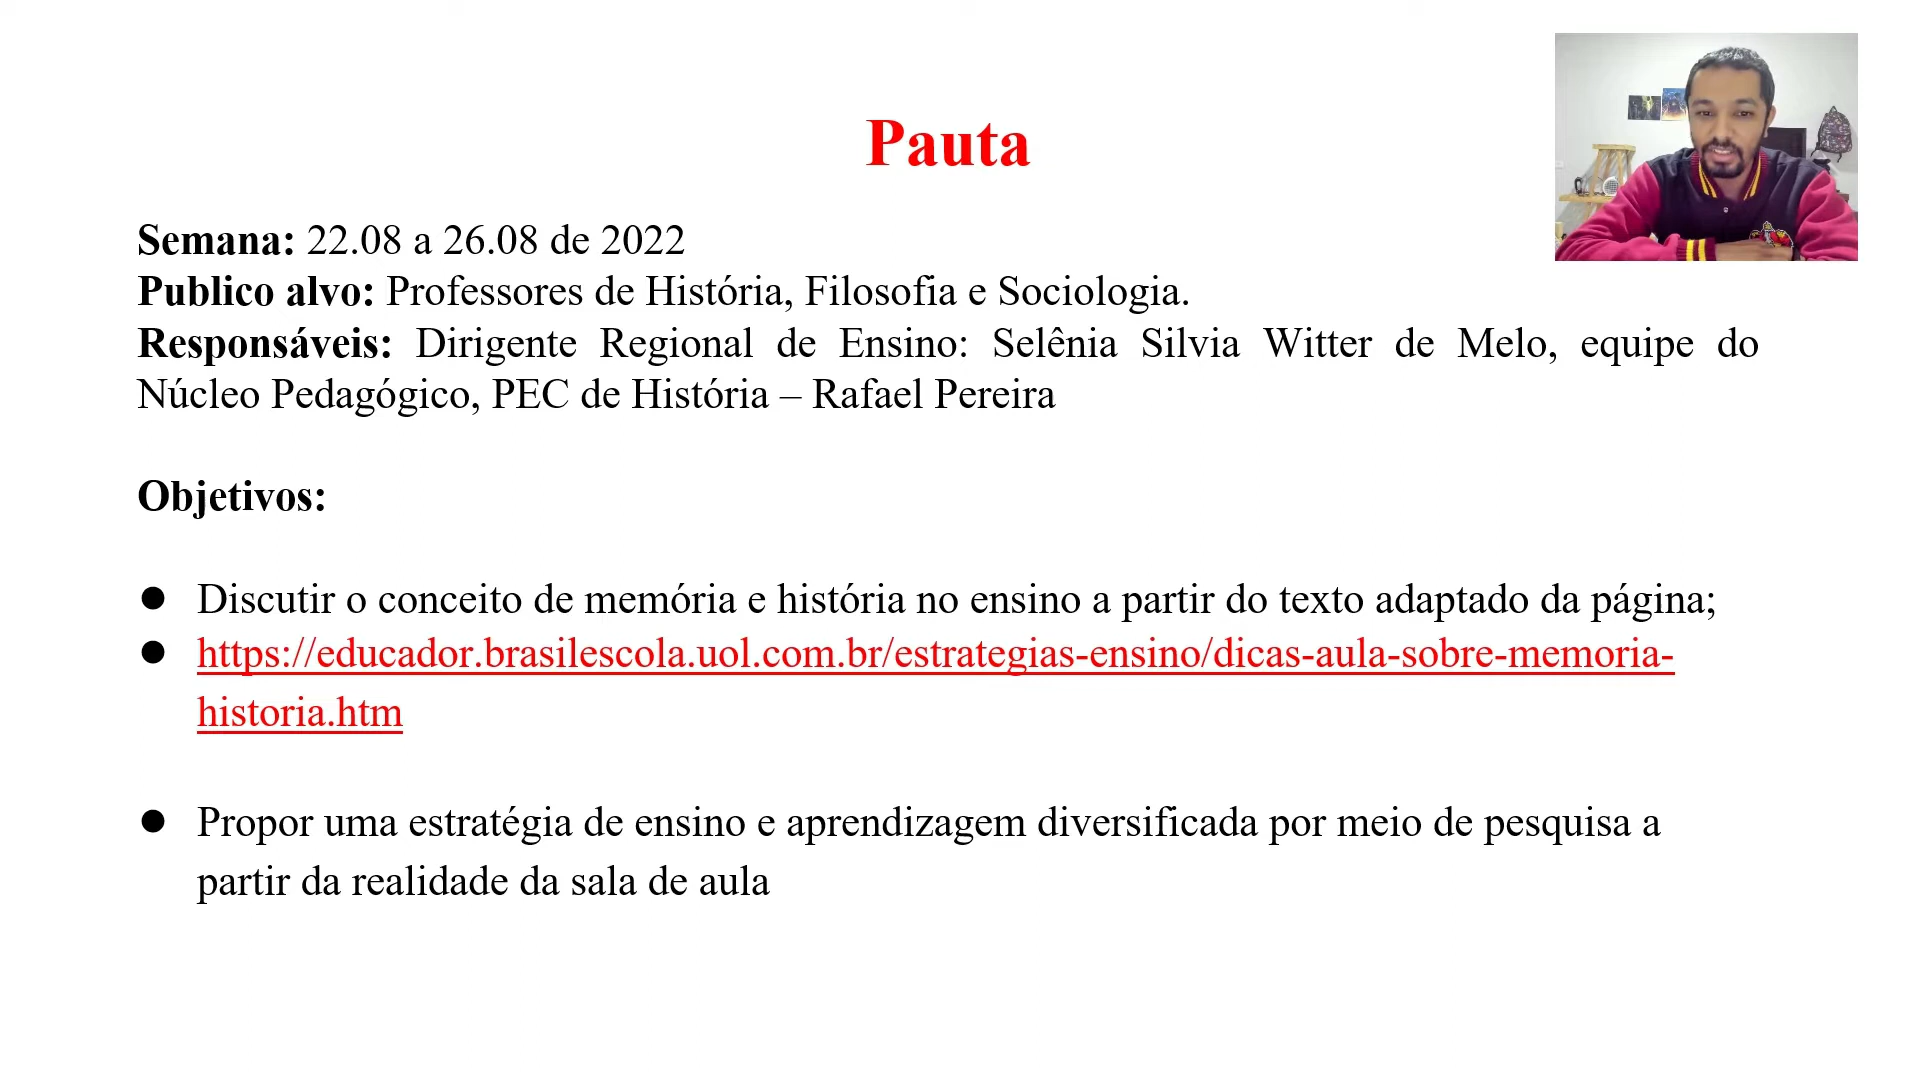 Pauta
Semana: 22.08 a 26.08 de 2022
Publico alvo: Professores de História, Filosofia e Sociologia.
Responsáveis: Dirigente Regional de Ensino: Selênia Silvia Witter de Melo, equipe do
Núcleo Pedagógico, PEC de História – Rafael Pereira
Objetivos:
● Discutir o conceito de memória e história no ensino a partir do texto adaptado da página;
● https://educador.brasilescola.uol.com.br/estrategias-ensino/dicas-aula-sobre-memoria-
historia.htm
● Propor uma estratégia de ensino e aprendizagem diversificada por meio de pesquisa a
partir da realidade da sala de aula